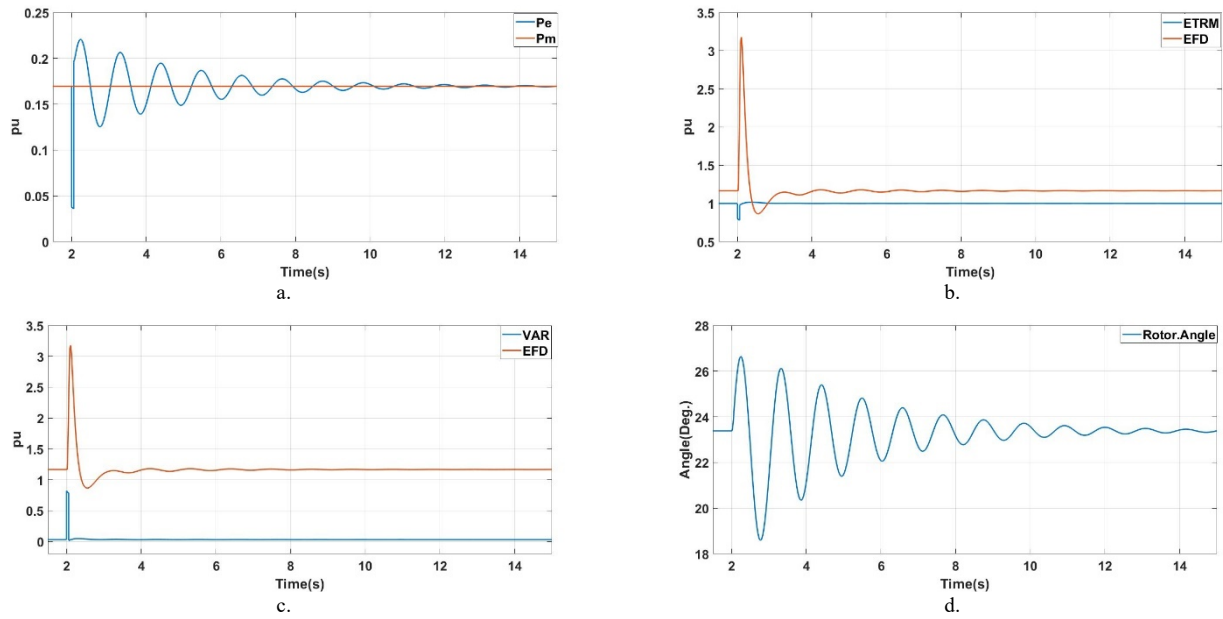 0.25
0.2
0.15
0.1
0.05
0
pu
Pe
Pm
2 4 6 8 10 12 14
Time(s)
a.
3.5
3
2.5
2
1.5
1
0.5
pu
ETRM
EFD
2 4 6 8 10 12 14
Time(s)
b.
3.5
3
2.5
2
1.5
1
0.5
0
pu
VAR
EFD
2 4 6 8 10 12 14
Time(s)
c.
28
26
24
22
20
18
Angle(Deg.)
Rotor.Angle
2 4 6 8 10 12 14
Time(s)
d.